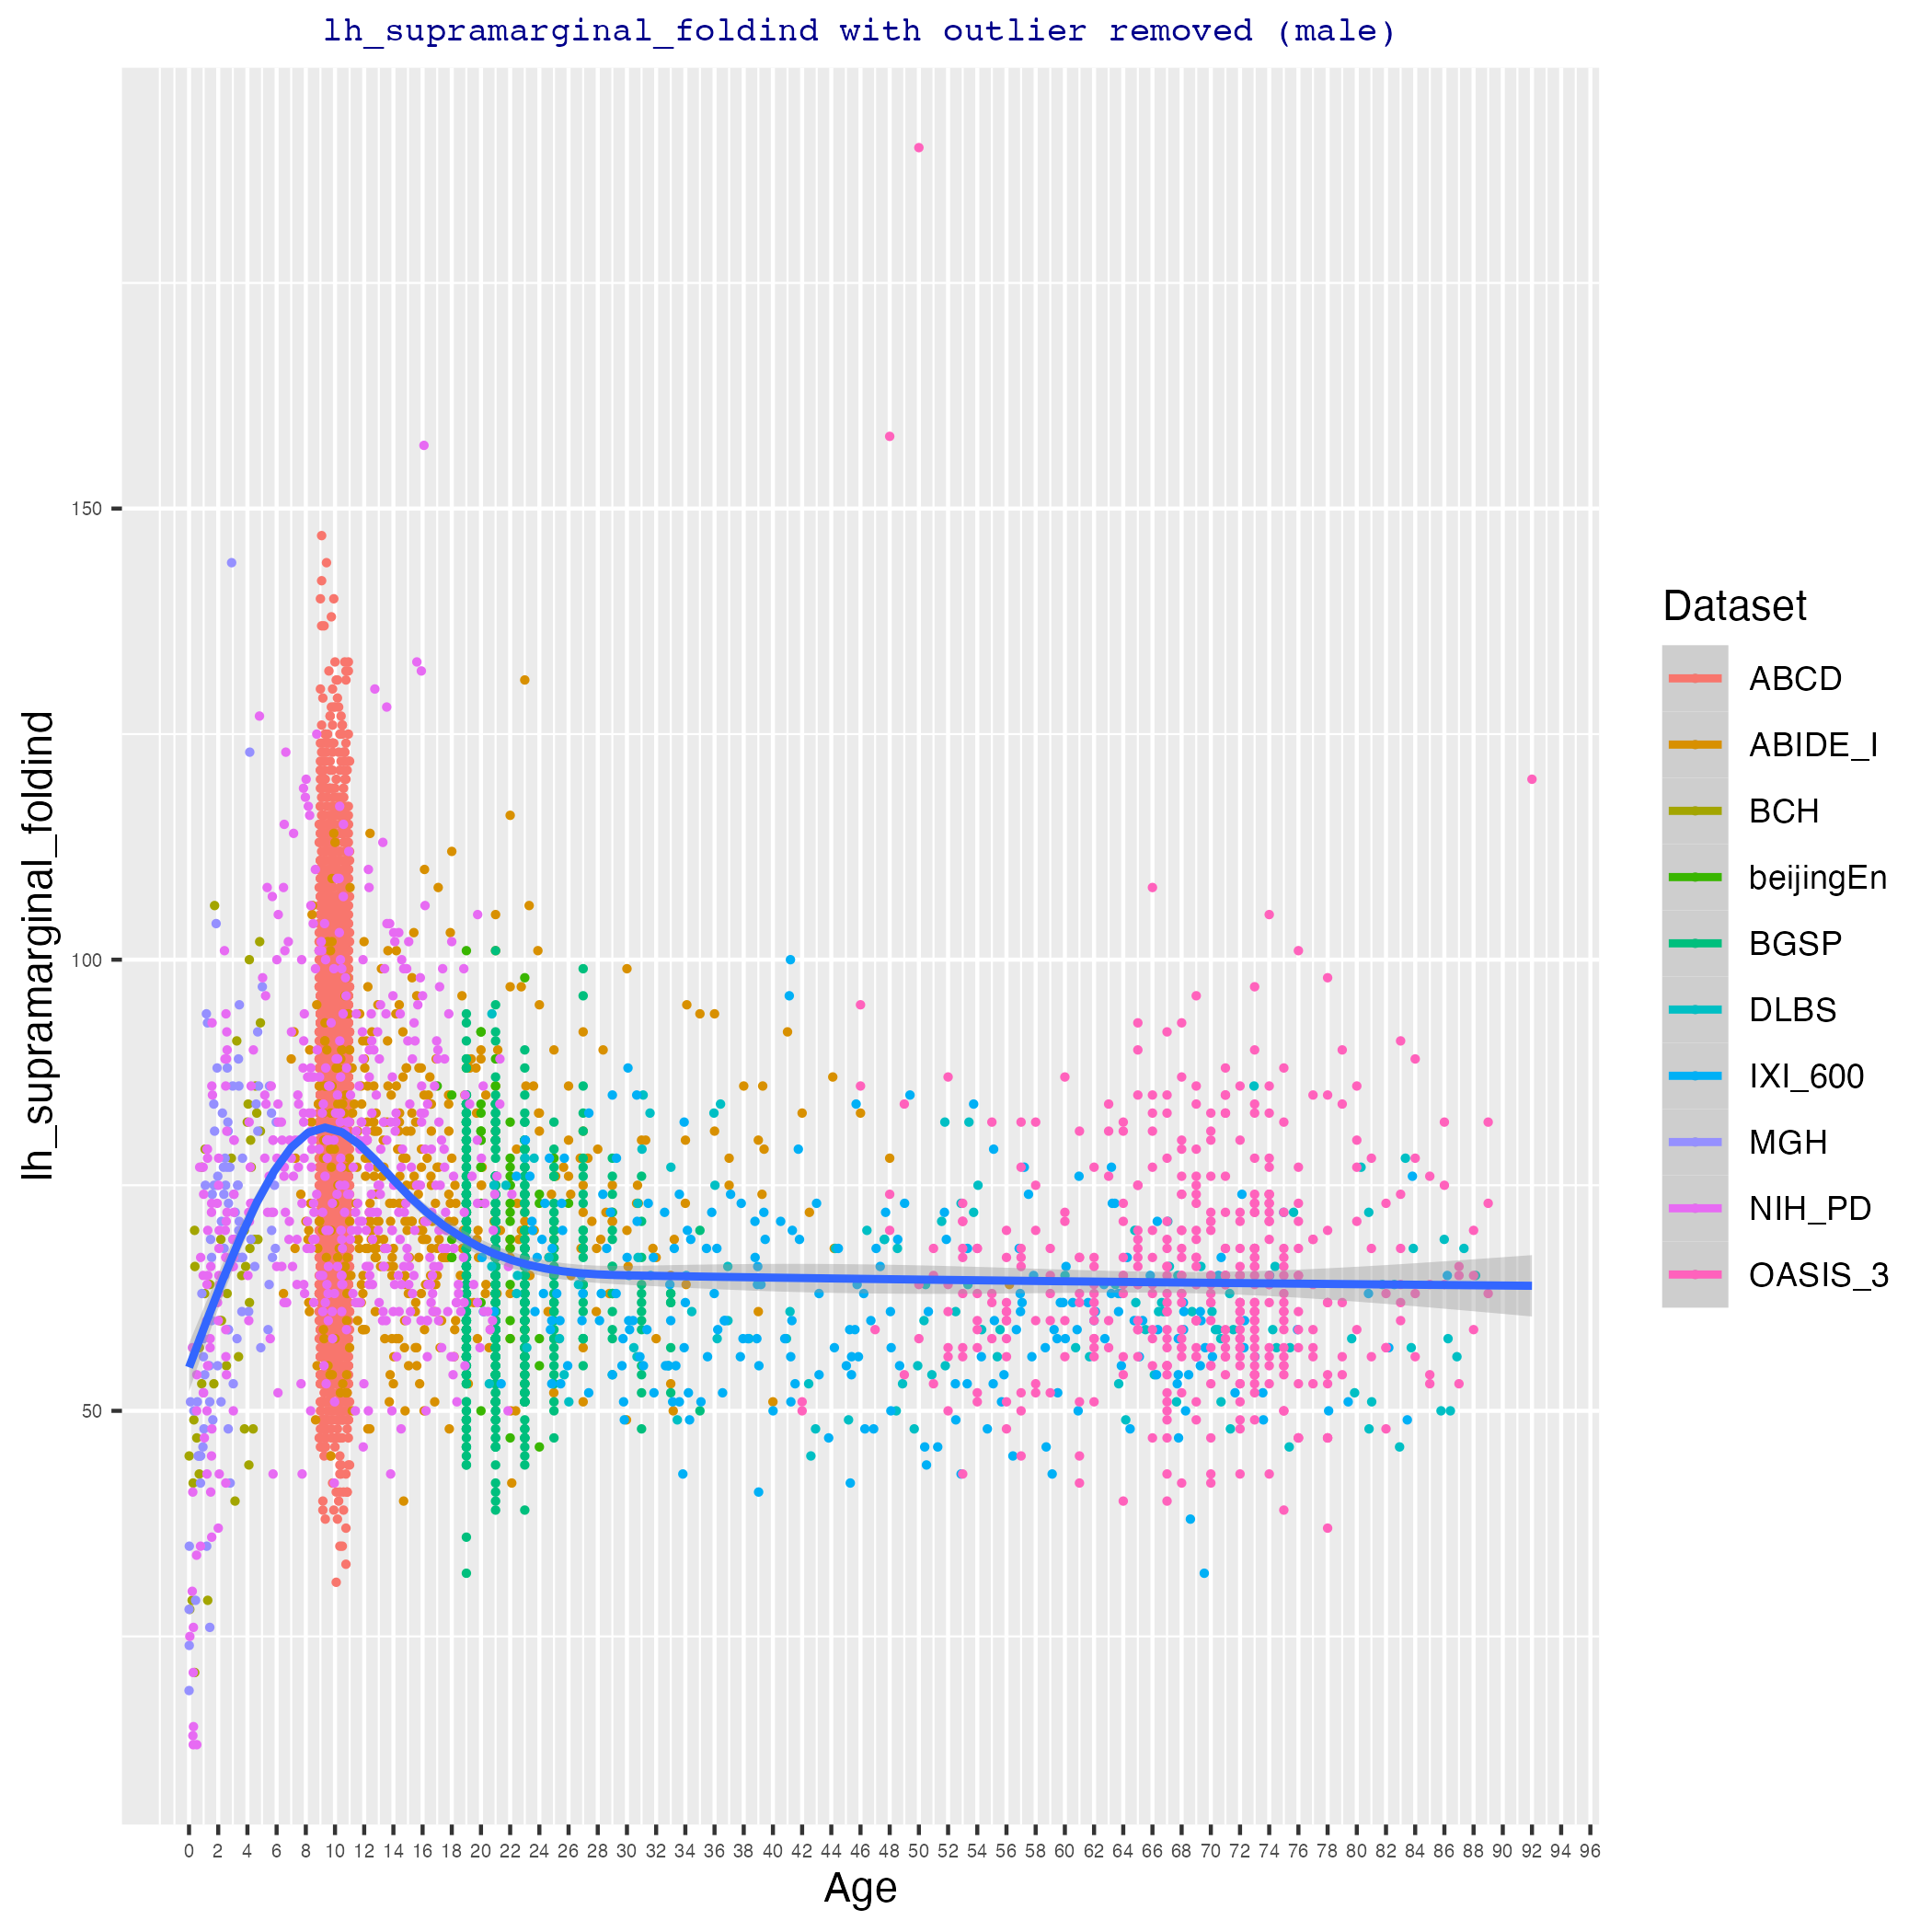 lh_supramarginal_foldind with outlier removed (male)
lh_supramarginal_foldind
150
100
50
0 2 4 6 8 10 12 14 16 18 20 22 24 26 28 30 32 34 36 38 40 42 44 46 48 50 52 54 56 58 60 62 64 66 68 70 72 74 76 78 80 82 84 86 88 90 92 94 96
Age
Dataset
ABCD
ABIDE_I
BCH
beijingEn
BGSP
DLBS
IXI_600
MGH
NIH_PD
OASIS_3